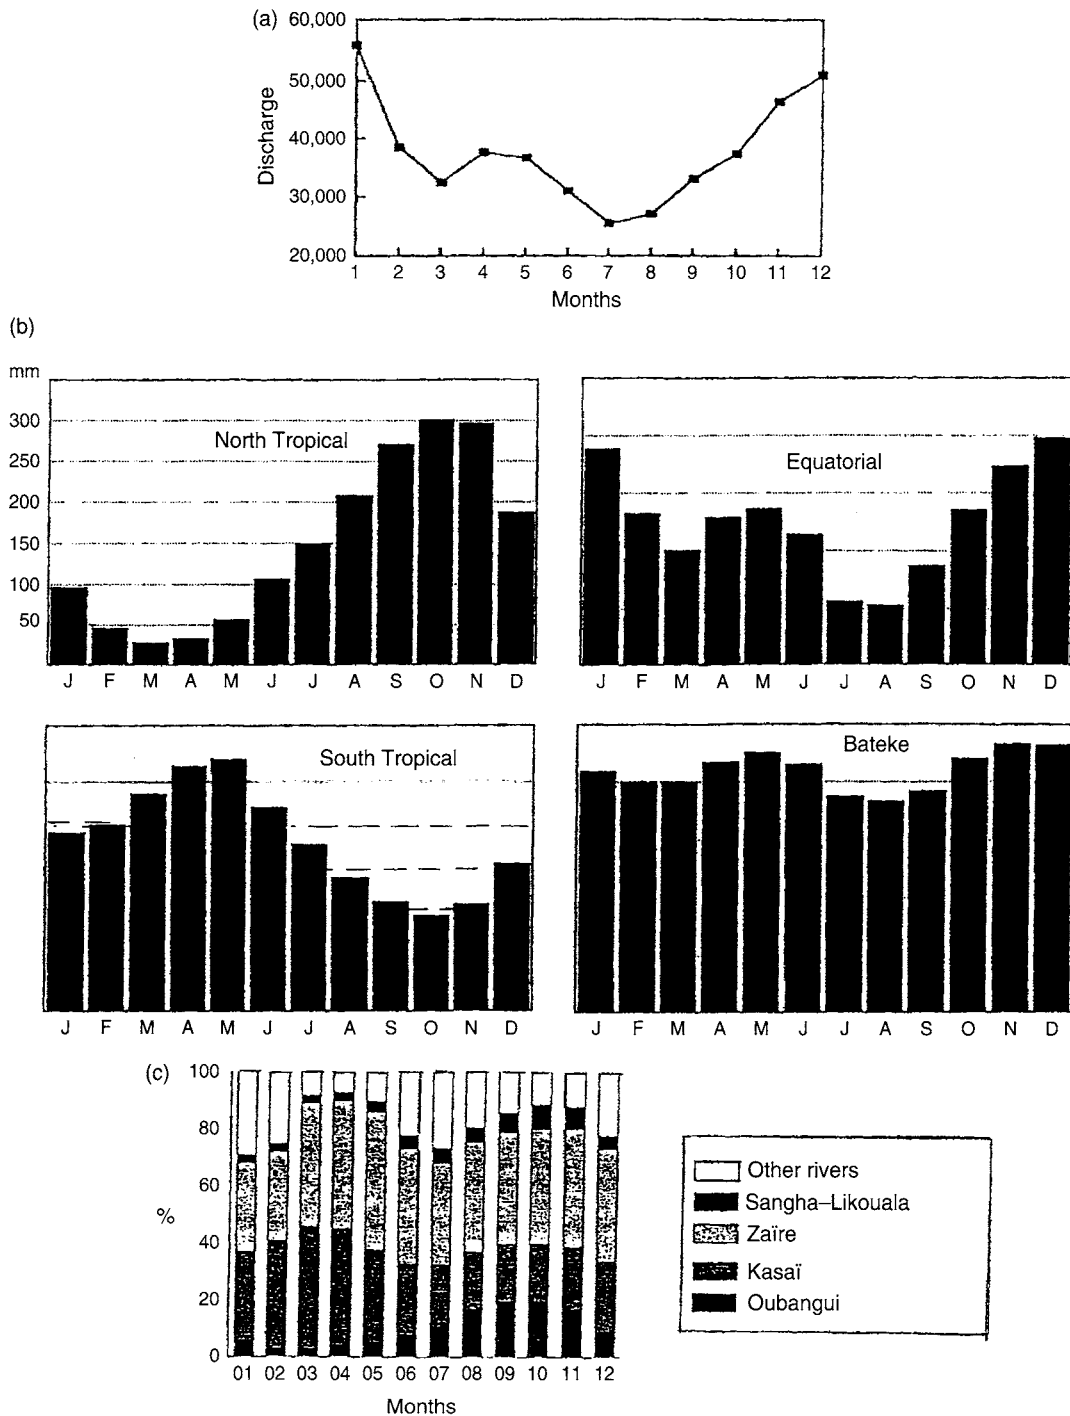 (a)
60,000
50,000
40,000
30,000
20,000
Discharge
1 2 3 4 5 6 7 8 9 10 11 12
Months
(b)
mm
300
250
200
150
100
50
North Tropical
J F M A M J J A S O N D
Equatorial
J F M A M J J A S O N D
South Tropical
J F M A M J J A S O N D
Bateke
J F M A M J J A S O N D
(c)
100
80
60
40
20
0
%
01 02 03 04 05 06 07 08 09 10 11 12
Months
Other rivers
Sangha–Likouala
Zaïre
Kasaï
Oubangui